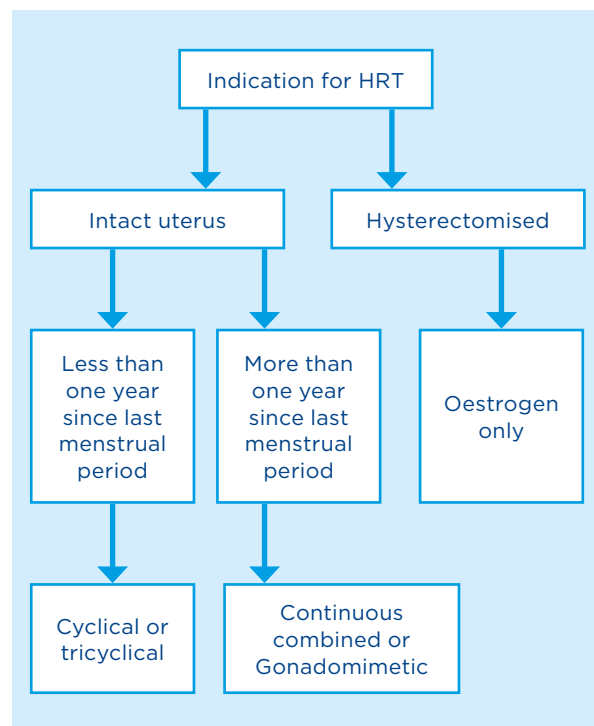 Indication for HRT
Intact uterus
Hysterectomised
Less than
one year
since last
menstrual
period
More than
one year
since last
menstrual
period
Oestrogen
only
Cyclical or
tricyclical
Continuous
combined or
Gonadomimetic